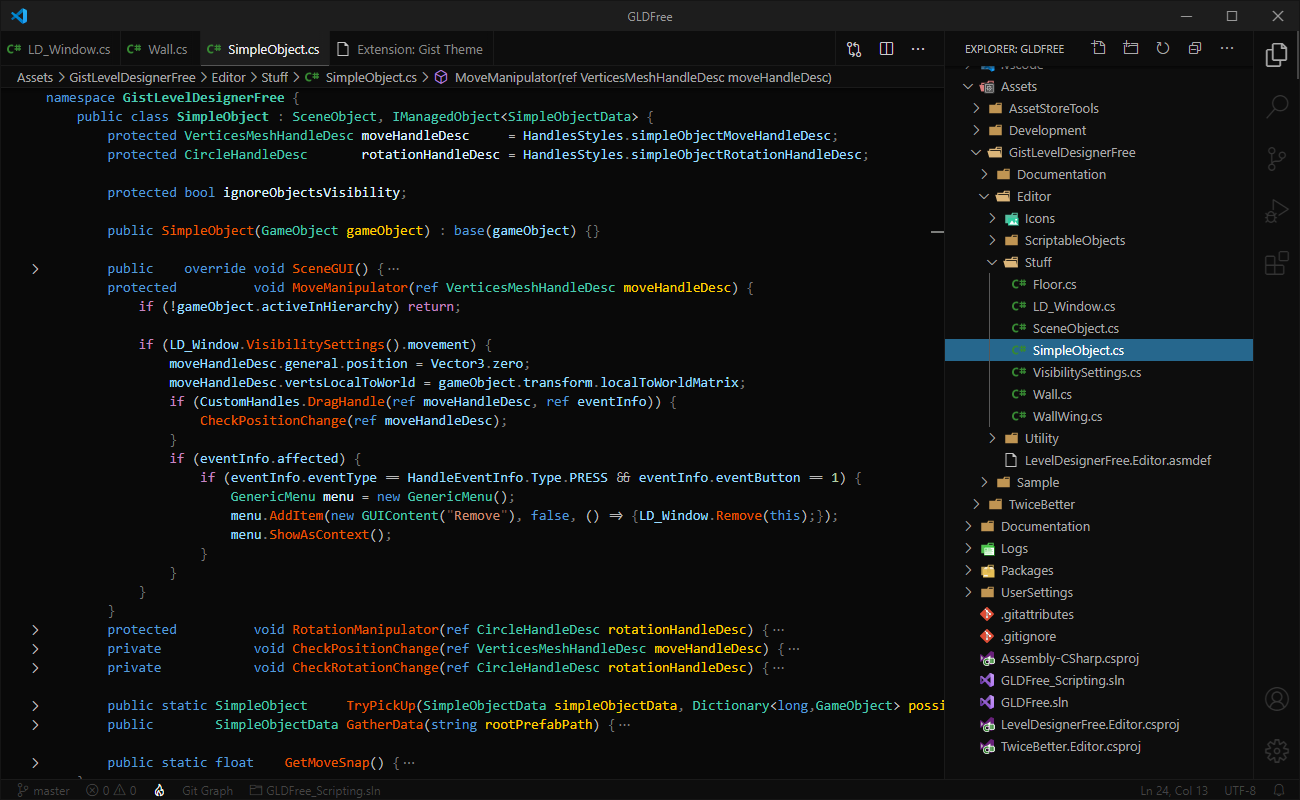 GLDFree
C# LD_Window.cs C# Wall.cs C# SimpleObject.cs Extension: Gist Theme
Assets > GistLevelDesignerFree > Editor > Stuff > C# SimpleObject.cs > MoveManipulator(ref VerticesMeshHandleDesc moveHandleDesc)
namespace GistLevelDesignerFree {
public class SimpleObject : SceneObject, IManagedObject<SimpleObjectData> {
protected VerticesMeshHandleDesc moveHandleDesc = HandlesStyles.simpleObjectMoveHandleDesc;
protected CircleHandleDesc rotationHandleDesc = HandlesStyles.simpleObjectRotationHandleDesc;
protected bool ignoreObjectsVisibility;
public SimpleObject(GameObject gameObject) : base(gameObject) {}
public override void SceneGUI() {···
protected void MoveManipulator(ref VerticesMeshHandleDesc moveHandleDesc) {
if (!gameObject.activeInHierarchy) return;
if (LD_Window.VisibilitySettings().movement) {
moveHandleDesc.general.position = Vector3.zero;
moveHandleDesc.vertsLocalToWorld = gameObject.transform.localToWorldMatrix;
if (CustomHandles.DragHandle(ref moveHandleDesc, ref eventInfo)) {
CheckPositionChange(ref moveHandleDesc);
}
if (eventInfo.affected) {
if (eventInfo.eventType == HandleEventInfo.Type.PRESS && eventInfo.eventButton == 1) {
GenericMenu menu = new GenericMenu();
menu.AddItem(new GUIContent("Remove"), false, () => {LD_Window.Remove(this);});
menu.ShowAsContext();
}
}
}
}
protected void RotationManipulator(ref CircleHandleDesc rotationHandleDesc) {···
private void CheckPositionChange(ref VerticesMeshHandleDesc moveHandleDesc) {···
private void CheckRotationChange(ref CircleHandleDesc rotationHandleDesc) {···
public static SimpleObject TryPickUp(SimpleObjectData simpleObjectData, Dictionary<long,GameObject> possi
public SimpleObjectData GatherData(string rootPrefabPath) {···
public static float GetMoveSnap() {···
EXPLORER: GLDFREE
.vscode
Assets
AssetStoreTools
Development
GistLevelDesignerFree
Documentation
Editor
Icons
ScriptableObjects
Stuff
C# Floor.cs
C# LD_Window.cs
C# SceneObject.cs
C# SimpleObject.cs
C# VisibilitySettings.cs
C# Wall.cs
C# WallWing.cs
Utility
LevelDesignerFree.Editor.asmdef
Sample
TwiceBetter
Documentation
Logs
Packages
UserSettings
.gitattributes
.gitignore
Assembly-CSharp.csproj
GLDFree_Scripting.sln
GLDFree.sln
LevelDesignerFree.Editor.csproj
TwiceBetter.Editor.csproj
master 0 0 Git Graph GLDFree_Scripting.sln Ln 24, Col 13 UTF-8